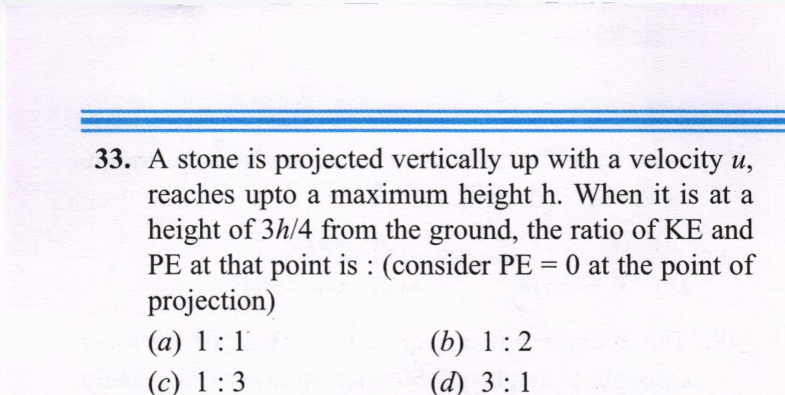 33. A stone is projected vertically up with a velocity u,
reaches upto a maximum height h. When it is at a
height of 3h/4 from the ground, the ratio of KE and
PE at that point is : (consider PE = 0 at the point of
projection)
(a) 1 : 1 (b) 1 : 2
(c) 1 : 3 (d) 3 : 1